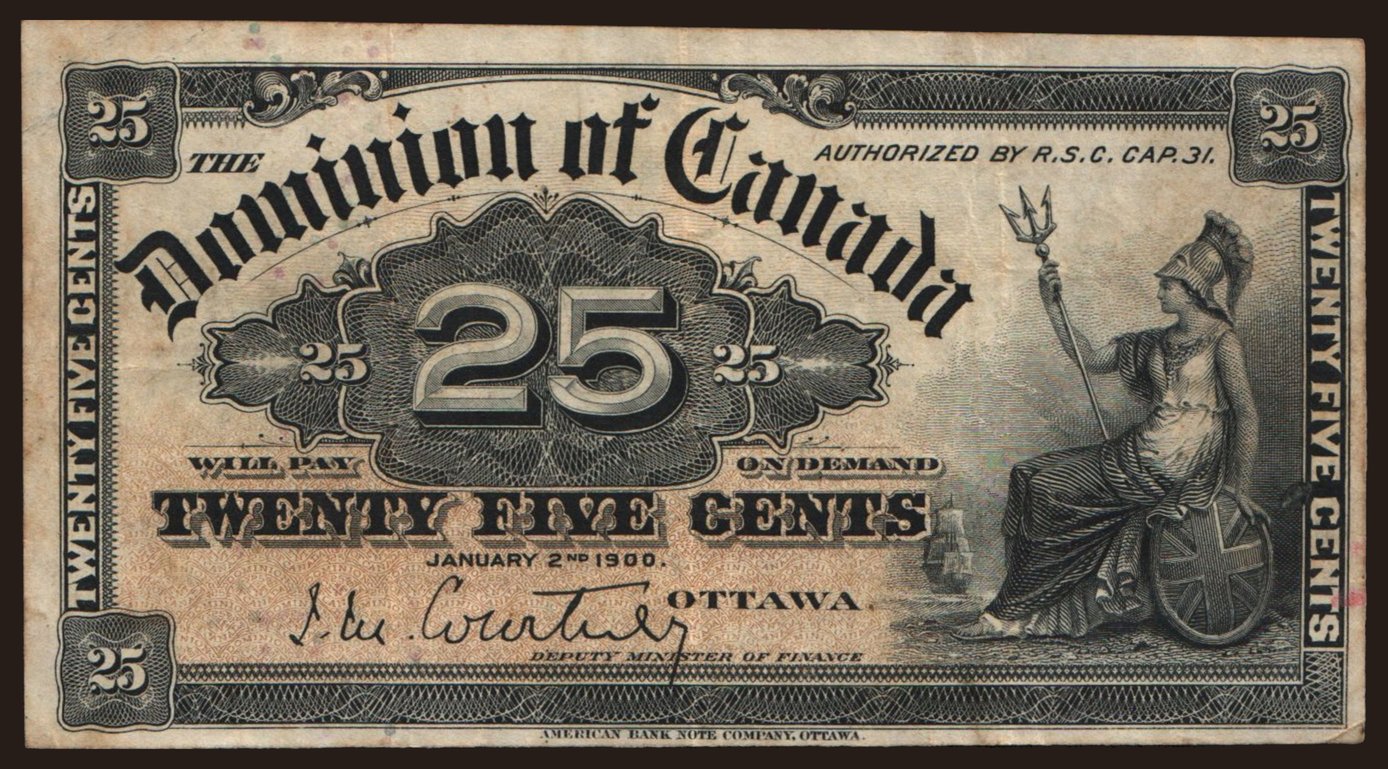 25
25
THE Dominion of Canada
AUTHORIZED BY R.S.C. CAP. 31.
TWENTY FIVE CENTS
TWENTY FIVE CENTS
25
25
25
WILL PAY
ON DEMAND
TWENTY FIVE CENTS
JANUARY 2ND 1900.
OTTAWA.
J. M. Courtney
DEPUTY MINISTER OF FINANCE
25
AMERICAN BANK NOTE COMPANY, OTTAWA.